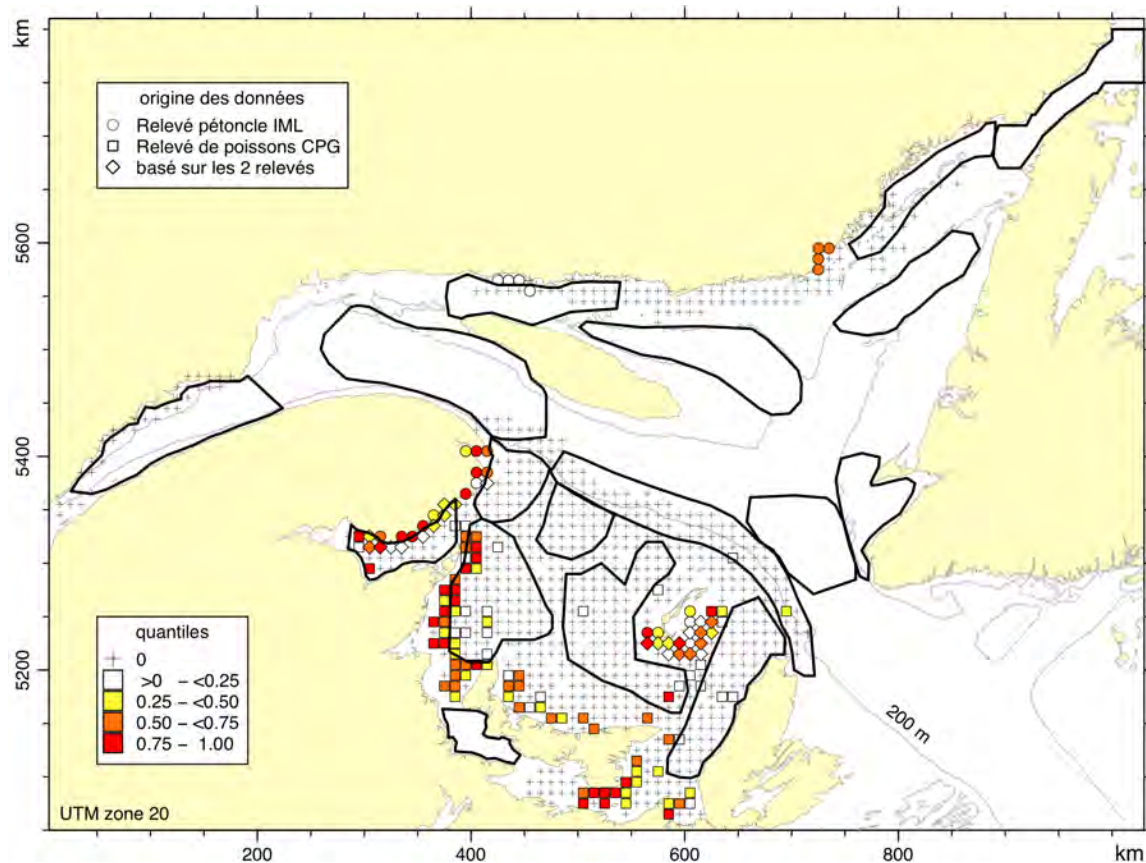 km
origine des données
Relevé pétoncle IML
Relevé de poissons CPG
basé sur les 2 relevés
5600
5400
5200
quantiles
0
>0 - <0.25
0.25 - <0.50
0.50 - <0.75
0.75 - 1.00
200 m
UTM zone 20
200
400
600
800
km